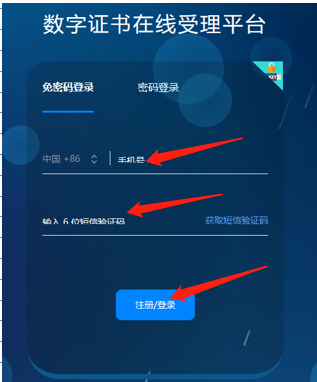 数字证书在线受理平台
KEY
免密码登录 密码登录
中国 +86 手机号
输入 6 位短信验证码 获取短信验证码
注册/登录